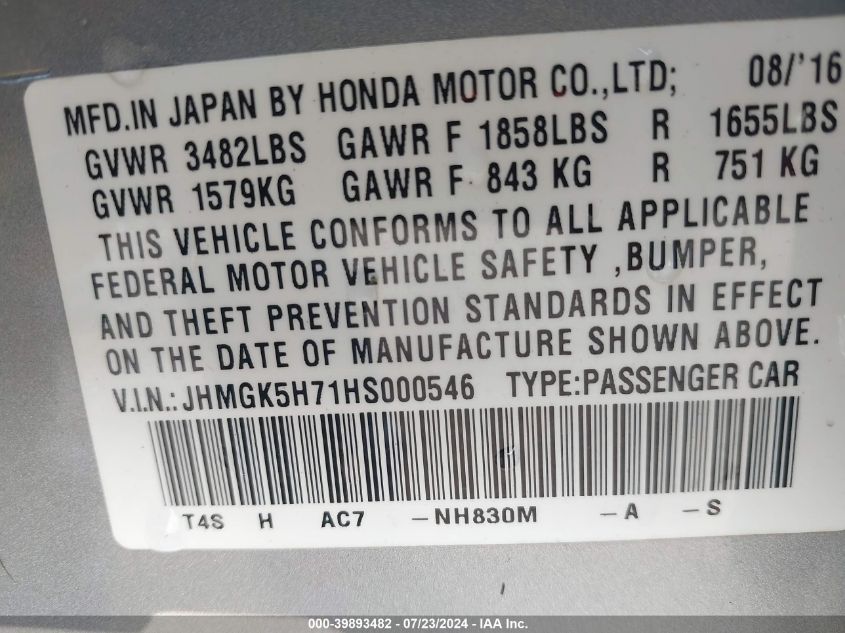 MFD.IN JAPAN BY HONDA MOTOR CO.,LTD; 08/'16
GVWR 3482LBS GAWR F 1858LBS R 1655LBS
GVWR 1579KG GAWR F 843 KG R 751 KG
THIS VEHICLE CONFORMS TO ALL APPLICABLE
FEDERAL MOTOR VEHICLE SAFETY ,BUMPER,
AND THEFT PREVENTION STANDARDS IN EFFECT
ON THE DATE OF MANUFACTURE SHOWN ABOVE.
V.I.N.: JHMGK5H71HS000546 TYPE:PASSENGER CAR
T4S H AC7 -NH830M -A -S
000-39893482 - 07/23/2024 - IAA Inc.